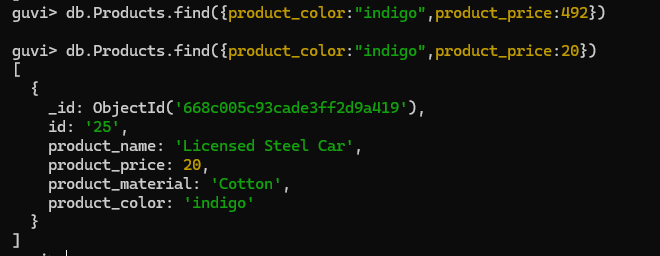 guvi> db.Products.find({product_color:"indigo",product_price:492})
guvi> db.Products.find({product_color:"indigo",product_price:20})
[
  {
    _id: ObjectId('668c005c93cade3ff2d9a419'),
    id: '25',
    product_name: 'Licensed Steel Car',
    product_price: 20,
    product_material: 'Cotton',
    product_color: 'indigo'
  }
]